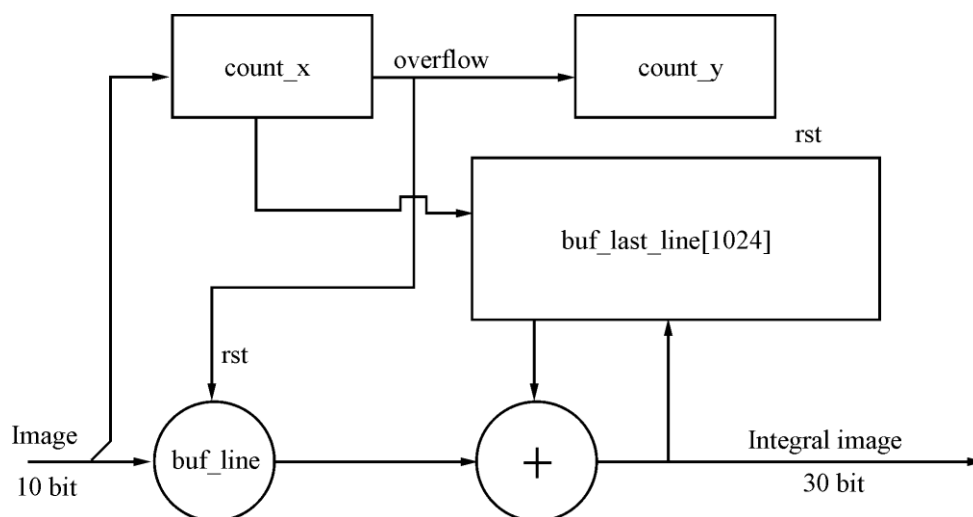 count_x
overflow
count_y
rst
buf_last_line[1024]
rst
Image
buf_line
+
Integral image
10 bit
30 bit